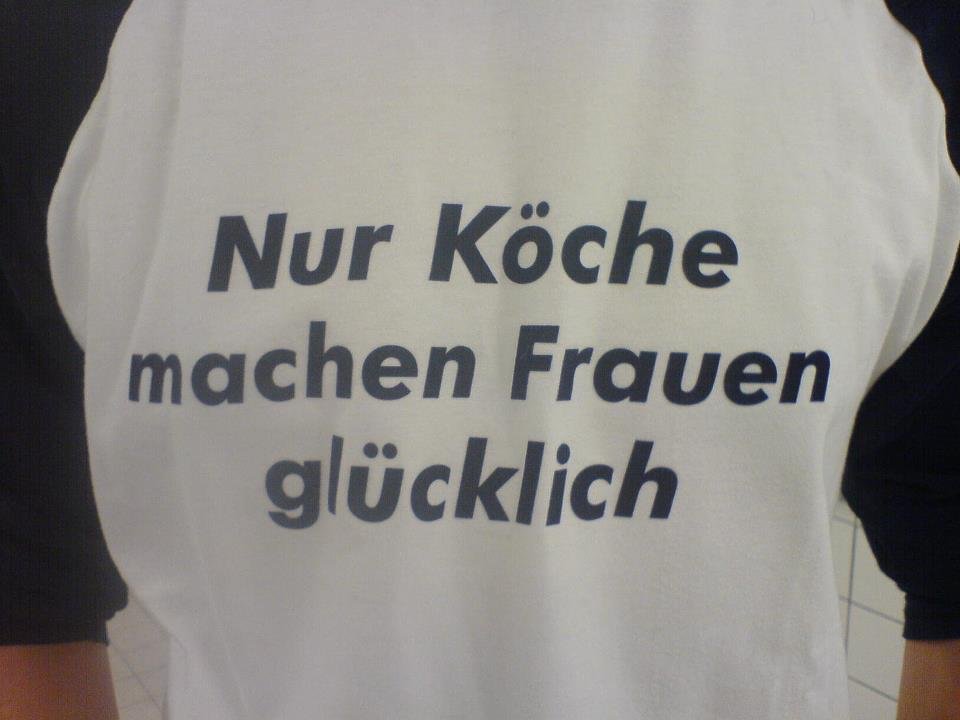 Nur Köche
machen Frauen
glücklich